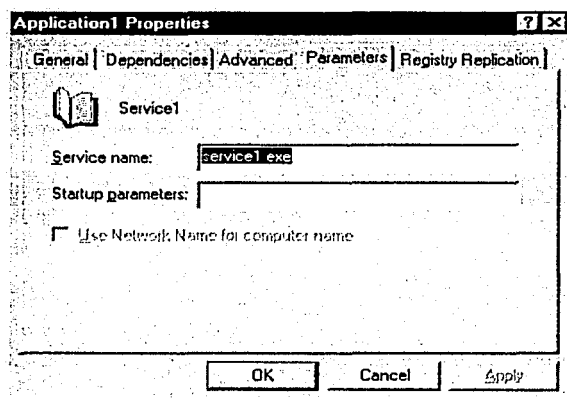 Application1 Properties
General Dependencies Advanced Parameters Registry Replication
Service1
Service name: service1.exe
Startup parameters:
Use Network Name for computer name
OK Cancel Apply